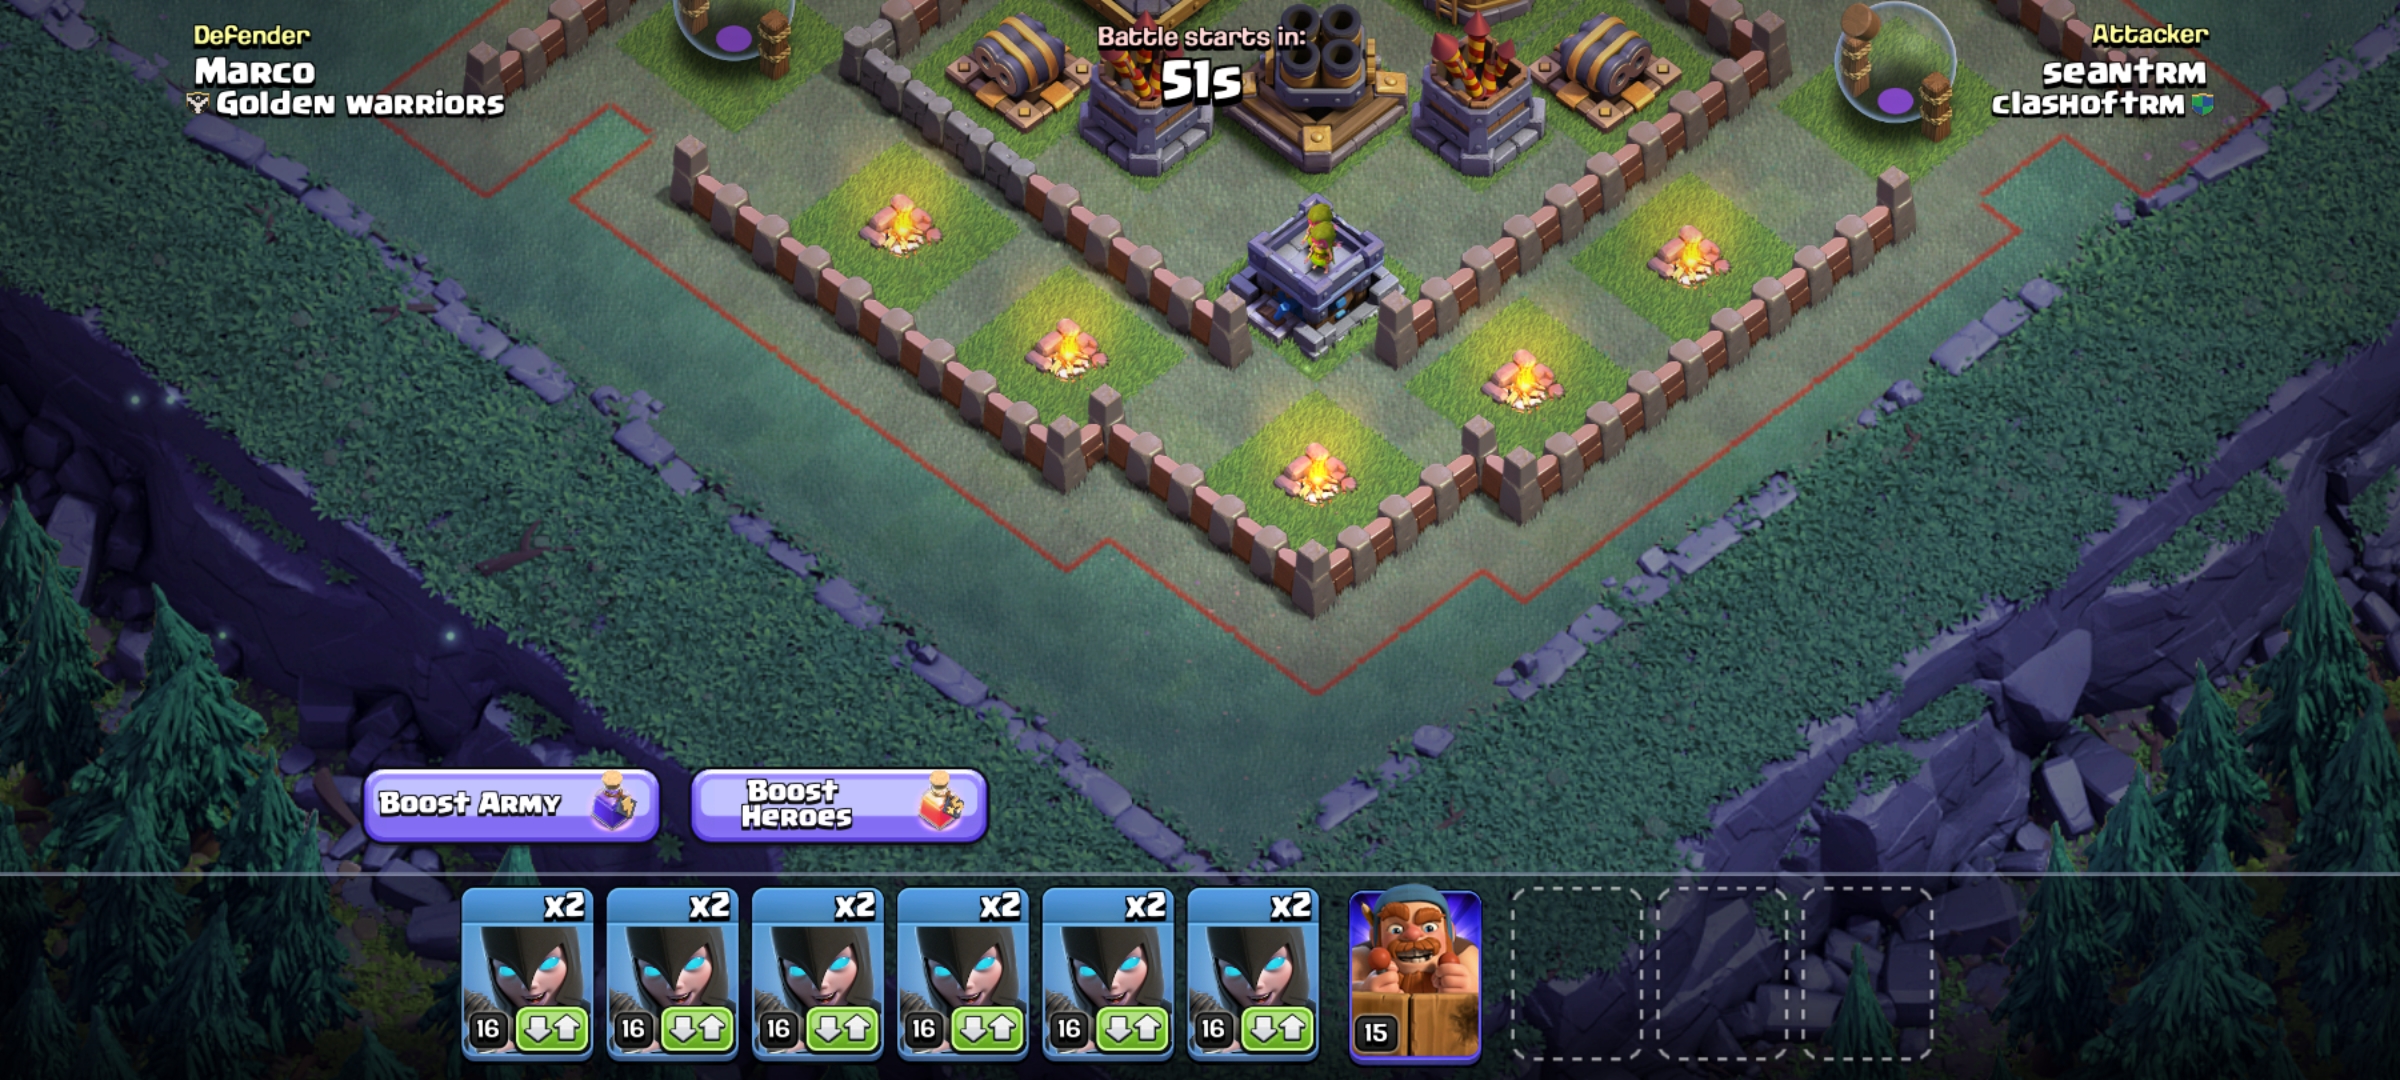 Defender
Marco
Golden warriors
Battle starts in:
51s
Attacker
seantRM
clashoftRM
Boost Army
Boost
Heroes
x2
x2
x2
x2
x2
x2
16
16
16
16
16
16
15